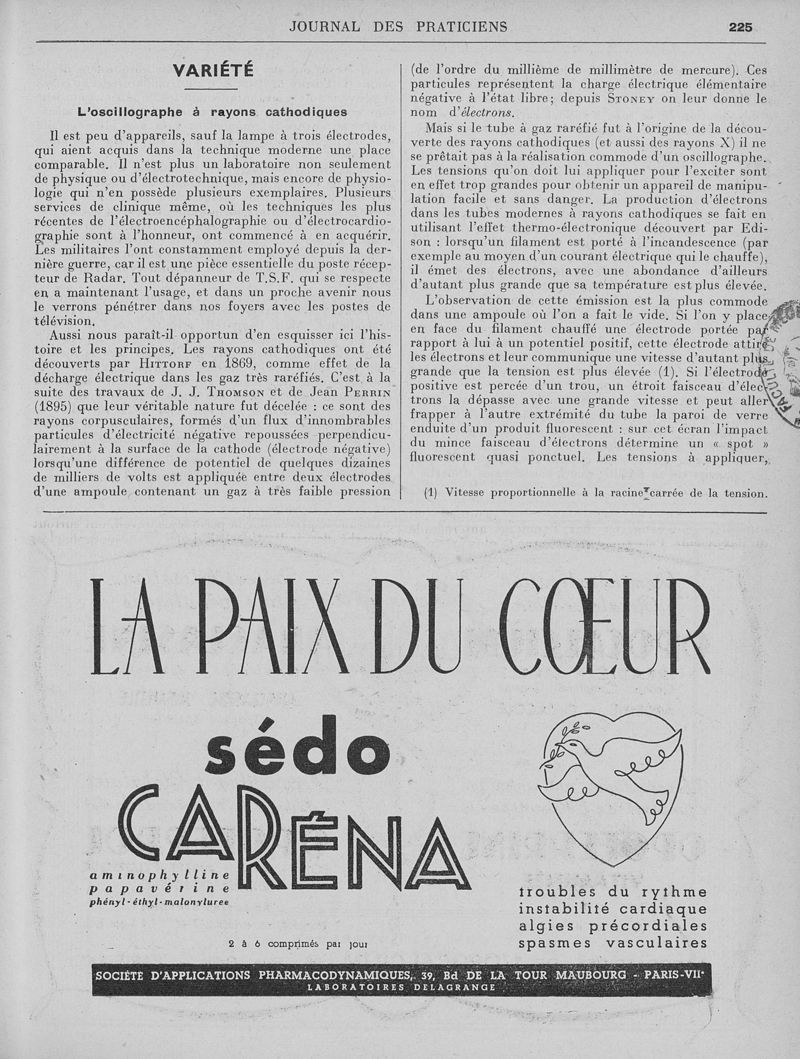 JOURNAL DES PRATICIENS
225
VARIÉTÉ
L'oscillographe à rayons cathodiques
Il est peu d'appareils, sauf la lampe à trois électrodes,
qui aient acquis dans la technique moderne une place
comparable. Il n'est plus un laboratoire non seulement
de physique ou d'électrotechnique, mais encore de physio-
logie qui n'en possède plusieurs exemplaires. Plusieurs
services de clinique même, où les techniques les plus
récentes de l'électroencéphalographie ou d'électrocardio-
graphie sont à l'honneur, ont commencé à en acquérir.
Les militaires l'ont constamment employé depuis la der-
nière guerre, car il est une pièce essentielle du poste récep-
teur de Radar. Tout dépanneur de T.S.F. qui se respecte
en a maintenant l'usage, et dans un proche avenir nous
le verrons pénétrer dans nos foyers avec les postes de
télévision.
Aussi nous paraît-il opportun d'en esquisser ici l'his-
toire et les principes. Les rayons cathodiques ont été
découverts par HITTORF en 1869, comme effet de la
décharge électrique dans les gaz très raréfiés. C'est à la
suite des travaux de J. J. THOMSON et de Jean PERRIN
(1895) que leur véritable nature fut décelée : ce sont des
rayons corpusculaires, formés d'un flux d'innombrables
particules d'électricité négative repoussées perpendicu-
lairement à la surface de la cathode (électrode négative)
lorsqu'une différence de potentiel de quelques dizaines
de milliers de volts est appliquée entre deux électrodes
d'une ampoule contenant un gaz à très faible pression
(de l'ordre du millième de millimètre de mercure). Ces
particules représentent la charge électrique élémentaire
négative à l'état libre; depuis STONEY on leur donne le
nom d'électrons.
Mais si le tube à gaz raréfié fut à l'origine de la décou-
verte des rayons cathodiques (et aussi des rayons X) il ne
se prêtait pas à la réalisation commode d'un oscillographe.
Les tensions qu'on doit lui appliquer pour l'exciter sont
en effet trop grandes pour obtenir un appareil de manipu-
lation facile et sans danger. La production d'électrons
dans les tubes modernes à rayons cathodiques se fait en
utilisant l'effet thermo-électronique découvert par Edi-
son : lorsqu'un filament est porté à l'incandescence (par
exemple au moyen d'un courant électrique qui le chauffe),
il émet des électrons, avec une abondance d'ailleurs
d'autant plus grande que sa température est plus élevée.
L'observation de cette émission est la plus commode
dans une ampoule où l'on a fait le vide. Si l'on y place
en face du filament chauffé une électrode portée par
rapport à lui à un potentiel positif, cette électrode attire
les électrons et leur communique une vitesse d'autant plus
grande que la tension est plus élevée (1). Si l'électrode
positive est percée d'un trou, un étroit faisceau d'élec-
trons la dépasse avec une grande vitesse et peut aller
frapper à l'autre extrémité du tube la paroi de verre
enduite d'un produit fluorescent : sur cet écran l'impact
du mince faisceau d'électrons détermine un « spot »
fluorescent quasi ponctuel. Les tensions à appliquer,
(1) Vitesse proportionnelle à la racine carrée de la tension.
LA PAIX DU CŒUR
sédo
CARÉNA
aminophylline
papavérine
phényl-éthyl-malonylurée
2 à 6 comprimés par jour
troubles du rythme
instabilité cardiaque
algies précordiales
spasmes vasculaires
SOCIÉTÉ D'APPLICATIONS PHARMACODYNAMIQUES, 39, Bd DE LA TOUR MAUBOURG - PARIS-VIIe
LABORATOIRES DELAGRANGE